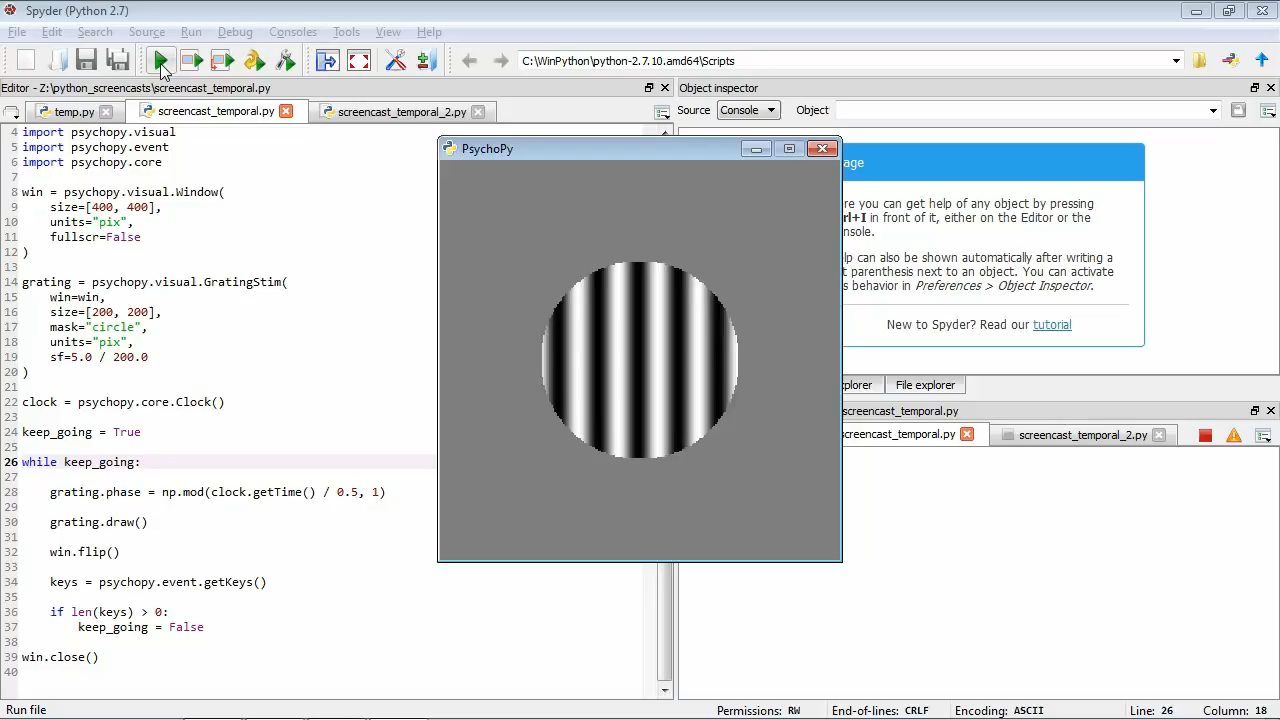 Spyder (Python 2.7)
File Edit Search Source Run Debug Consoles Tools View Help
C:\WinPython\python-2.7.10.amd64\Scripts
Editor - Z:\python_screencasts\screencast_temporal.py
Object inspector
temp.py screencast_temporal.py screencast_temporal_2.py
Source Console Object
4 import psychopy.visual
5 import psychopy.event
6 import psychopy.core
7
8 win = psychopy.visual.Window(
9 size=[400, 400],
10 units="pix",
11 fullscr=False
12 )
13
14 grating = psychopy.visual.GratingStim(
15 win=win,
16 size=[200, 200],
17 mask="circle",
18 units="pix",
19 sf=5.0 / 200.0
20 )
21
22 clock = psychopy.core.Clock()
23
24 keep_going = True
25
26 while keep_going:
27
28 grating.phase = np.mod(clock.getTime() / 0.5, 1)
29
30 grating.draw()
31
32 win.flip()
33
34 keys = psychopy.event.getKeys()
35
36 if len(keys) > 0:
37 keep_going = False
38
39 win.close()
40
PsychoPy
age
re you can get help of any object by pressing
rl+I in front of it, either on the Editor or the
nsole.
lp can also be shown automatically after writing a
t parenthesis next to an object. You can activate
s behavior in Preferences > Object Inspector.
New to Spyder? Read our tutorial
xplorer File explorer
screencast_temporal.py
screencast_temporal.py screencast_temporal_2.py
Run file
Permissions: RW End-of-lines: CRLF Encoding: ASCII Line: 26 Column: 18